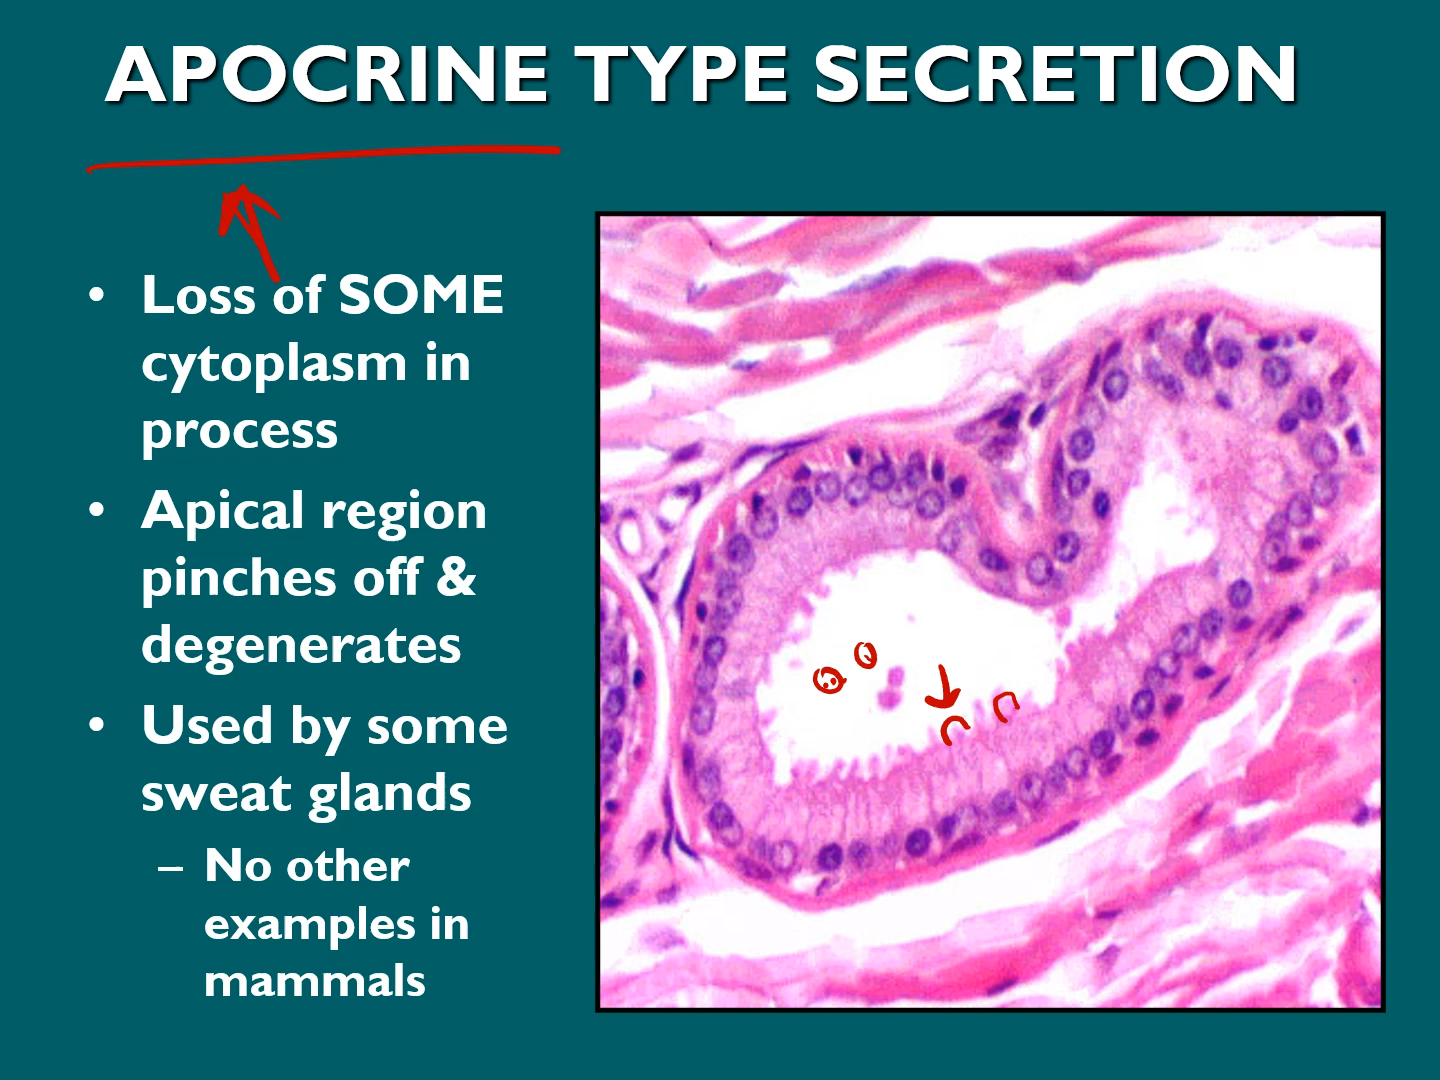 APOCRINE TYPE SECRETION
• Loss of SOME
cytoplasm in
process
• Apical region
pinches off &
degenerates
• Used by some
sweat glands
– No other
examples in
mammals